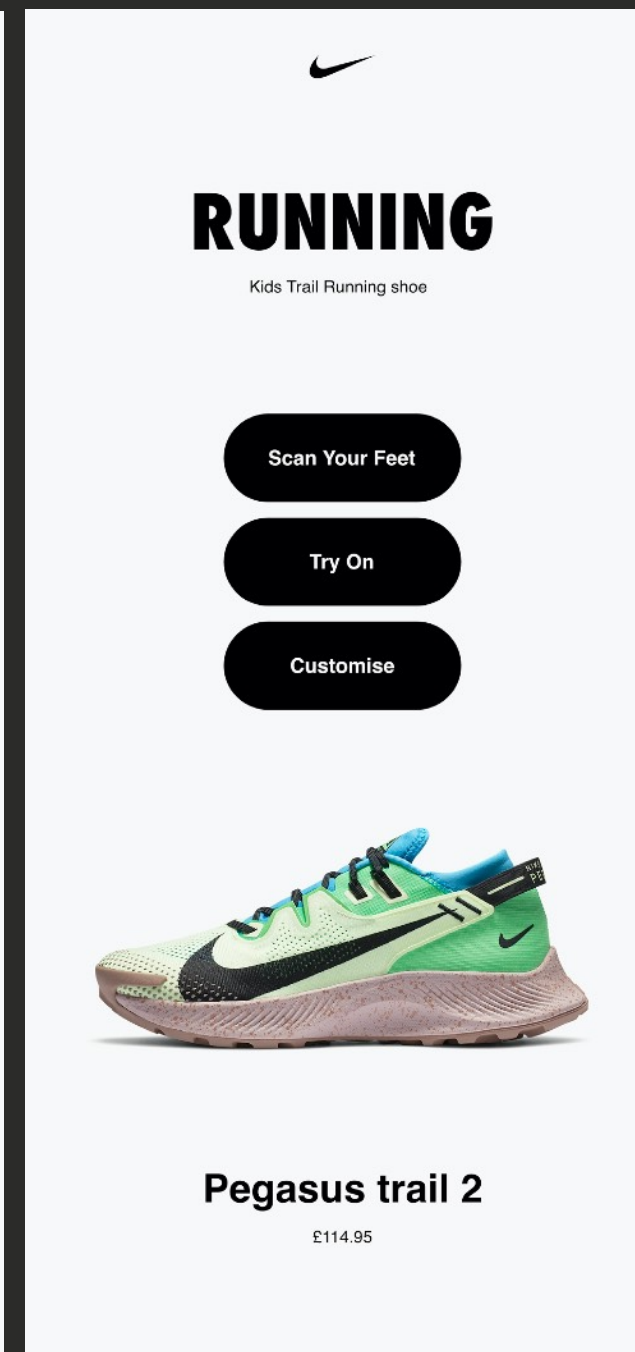 RUNNING
Kids Trail Running shoe
Scan Your Feet
Try On
Customise
Pegasus trail 2
£114.95